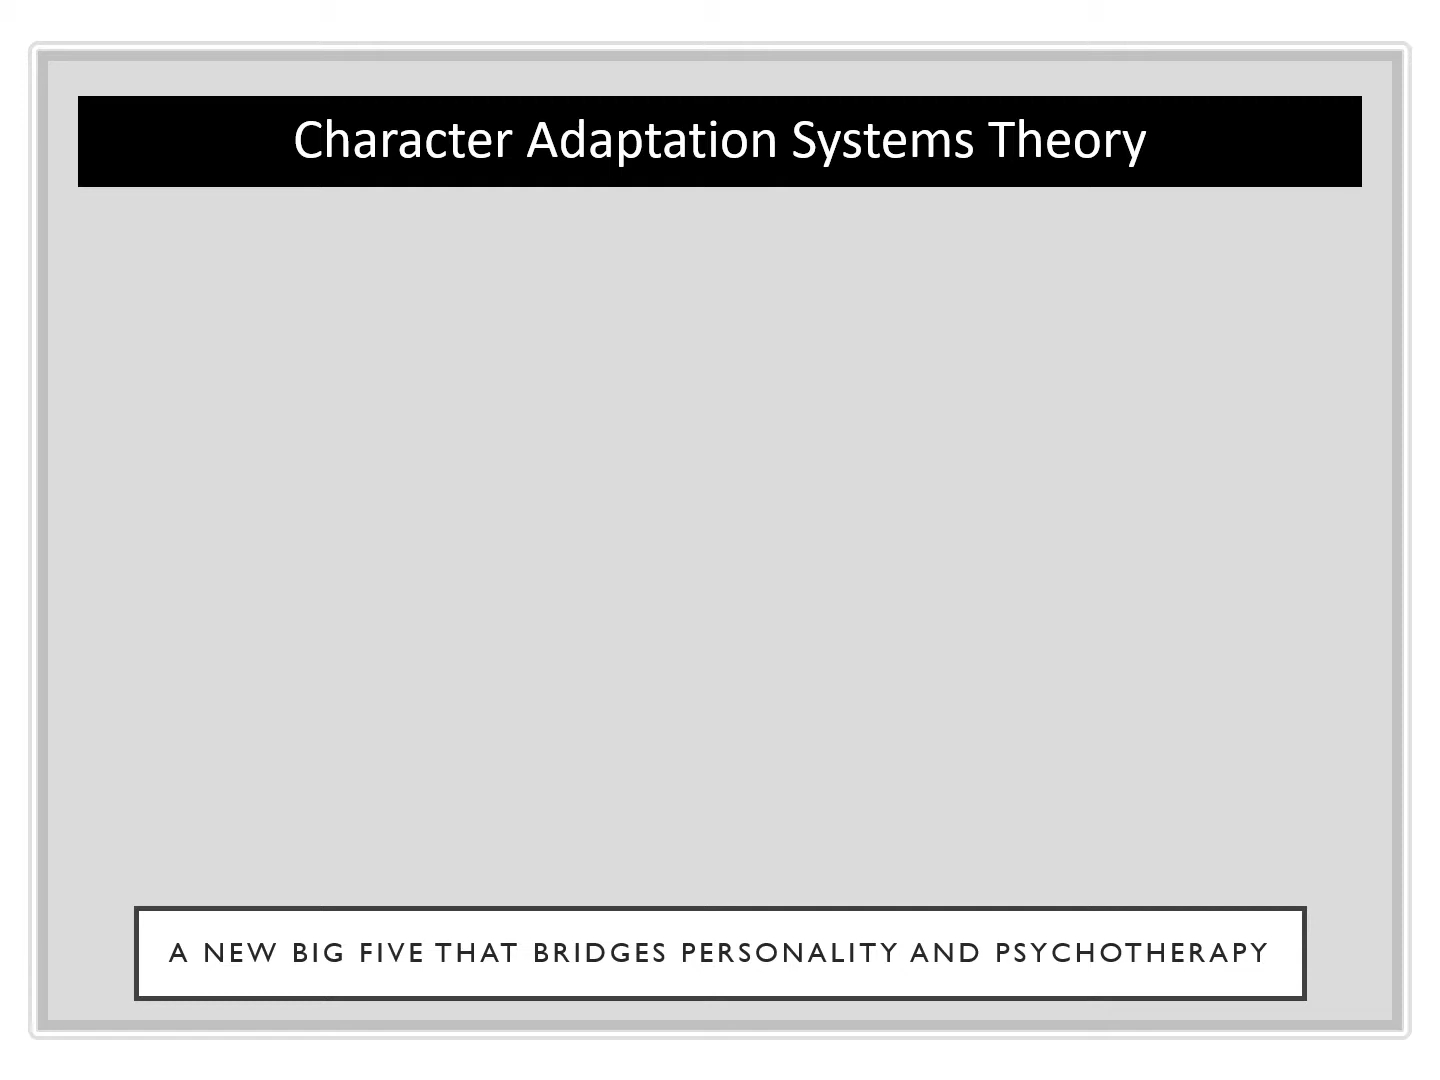 Character Adaptation Systems Theory
A NEW BIG FIVE THAT BRIDGES PERSONALITY AND PSYCHOTHERAPY